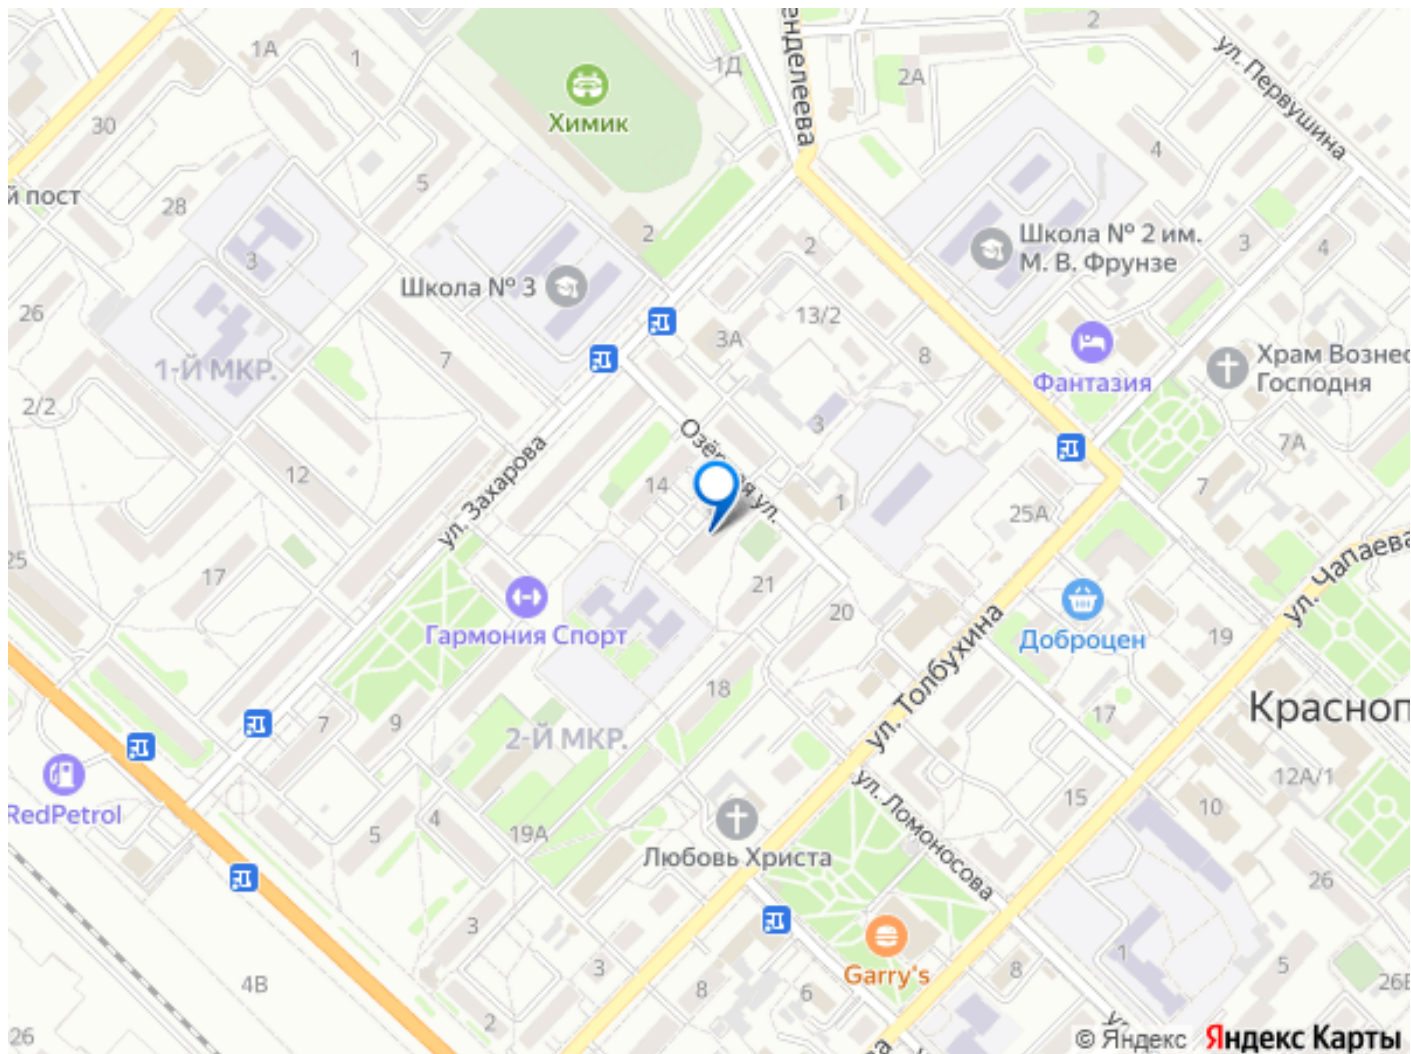 1А
1
30
й пост
28
5
3
26
2/2
1-Й МКР.
7
12
25
17
Химик
1Д
енделеева
2А
2
ул. Первушина
4
2
Школа № 3
2
Школа № 2 им.
М. В. Фрунзе
3
4
3А
13/2
8
Фантазия
Храм Вознес
Господня
ул. Захарова
3
7А
14
ул.
1
25А
7
ул. Чапаева
Гармония Спорт
21
20
Доброцен
19
ул. Толбухина
18
Красноп
7
9
2-Й МКР.
17
RedPetrol
12А/1
5
4
19А
Любовь Христа
ул. Ломоносова
15
10
26
3
4В
3
8
6
Garry's
8
1
5
26В
26
2
© Яндекс Яндекс Карты